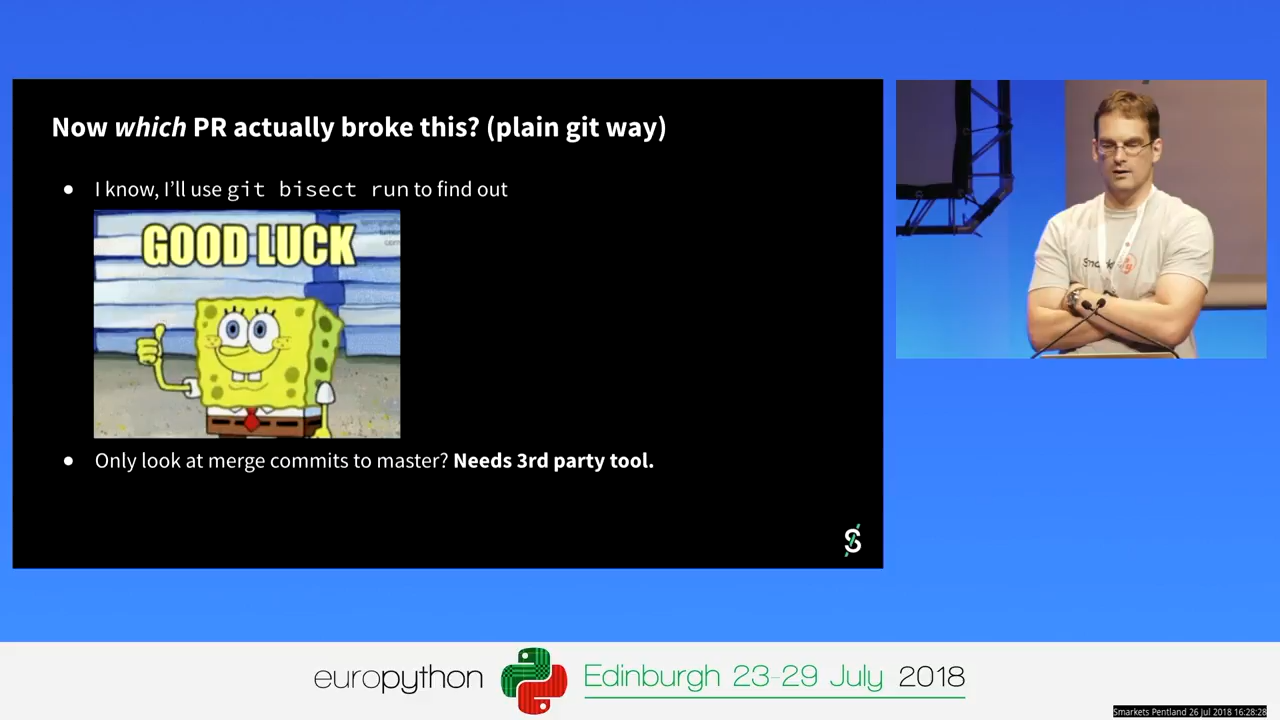 Now which PR actually broke this? (plain git way)
● I know, I'll use git bisect run to find out
GOOD LUCK
● Only look at merge commits to master? Needs 3rd party tool.
S
europython
Edinburgh 23-29 July 2018
Smarkets Pentland 26 Jul 2018 16:28:28